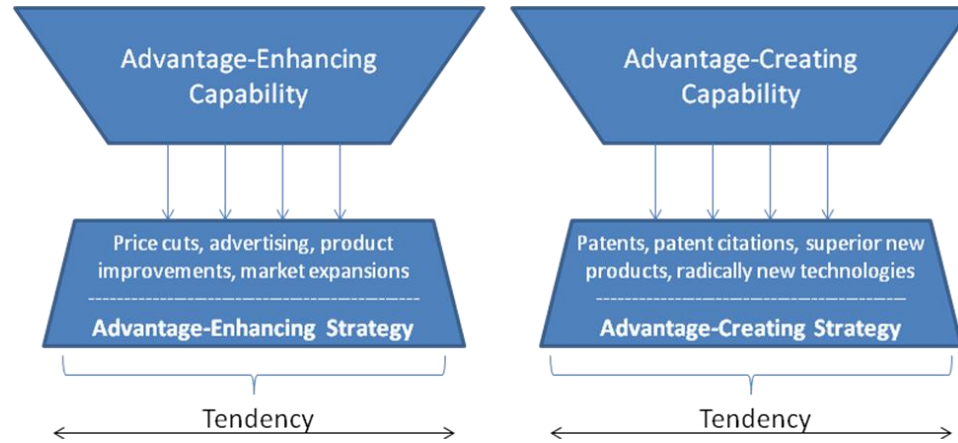 Advantage-Enhancing
Capability
Price cuts, advertising, product
improvements, market expansions
Advantage-Enhancing Strategy
Tendency
Advantage-Creating
Capability
Patents, patent citations, superior new
products, radically new technologies
Advantage-Creating Strategy
Tendency